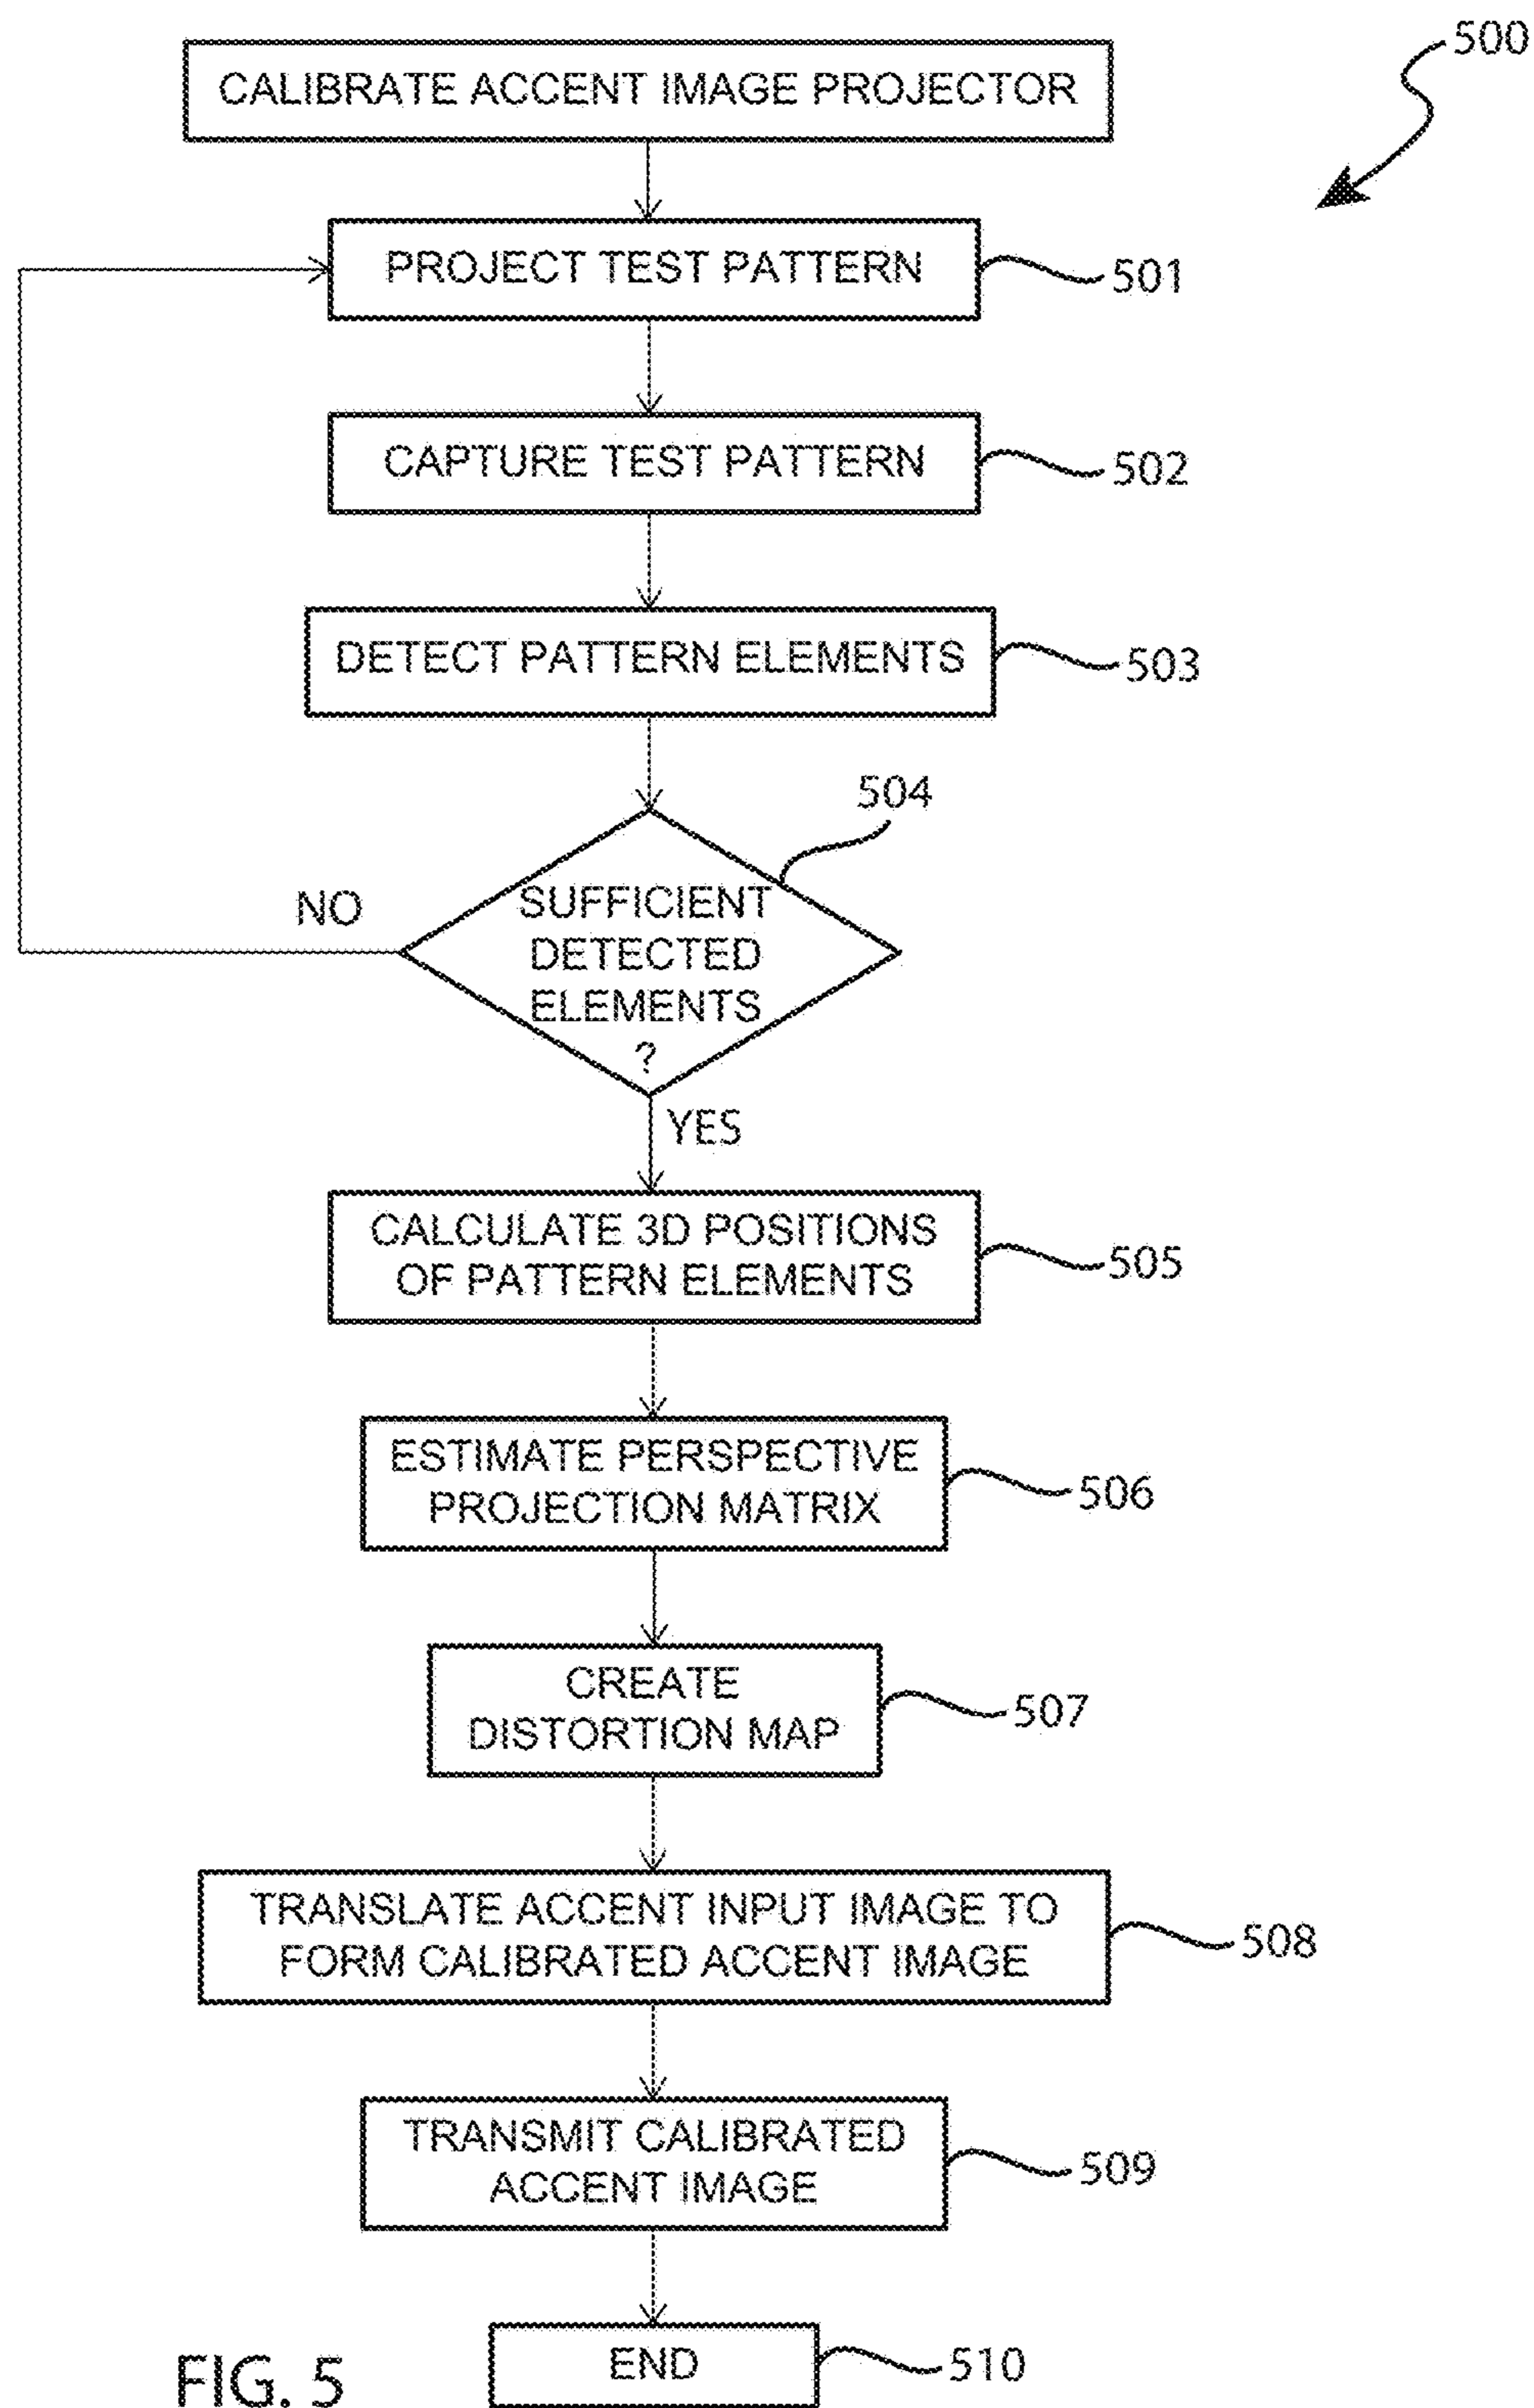 500
CALIBRATE ACCENT IMAGE PROJECTOR
PROJECT TEST PATTERN
501
CAPTURE TEST PATTERN
502
DETECT PATTERN ELEMENTS
503
504
NO
SUFFICIENT
DETECTED
ELEMENTS
?
YES
CALCULATE 3D POSITIONS
OF PATTERN ELEMENTS
505
ESTIMATE PERSPECTIVE
PROJECTION MATRIX
506
CREATE
DISTORTION MAP
507
TRANSLATE ACCENT INPUT IMAGE TO
FORM CALIBRATED ACCENT IMAGE
508
TRANSMIT CALIBRATED
ACCENT IMAGE
509
END
510
FIG. 5